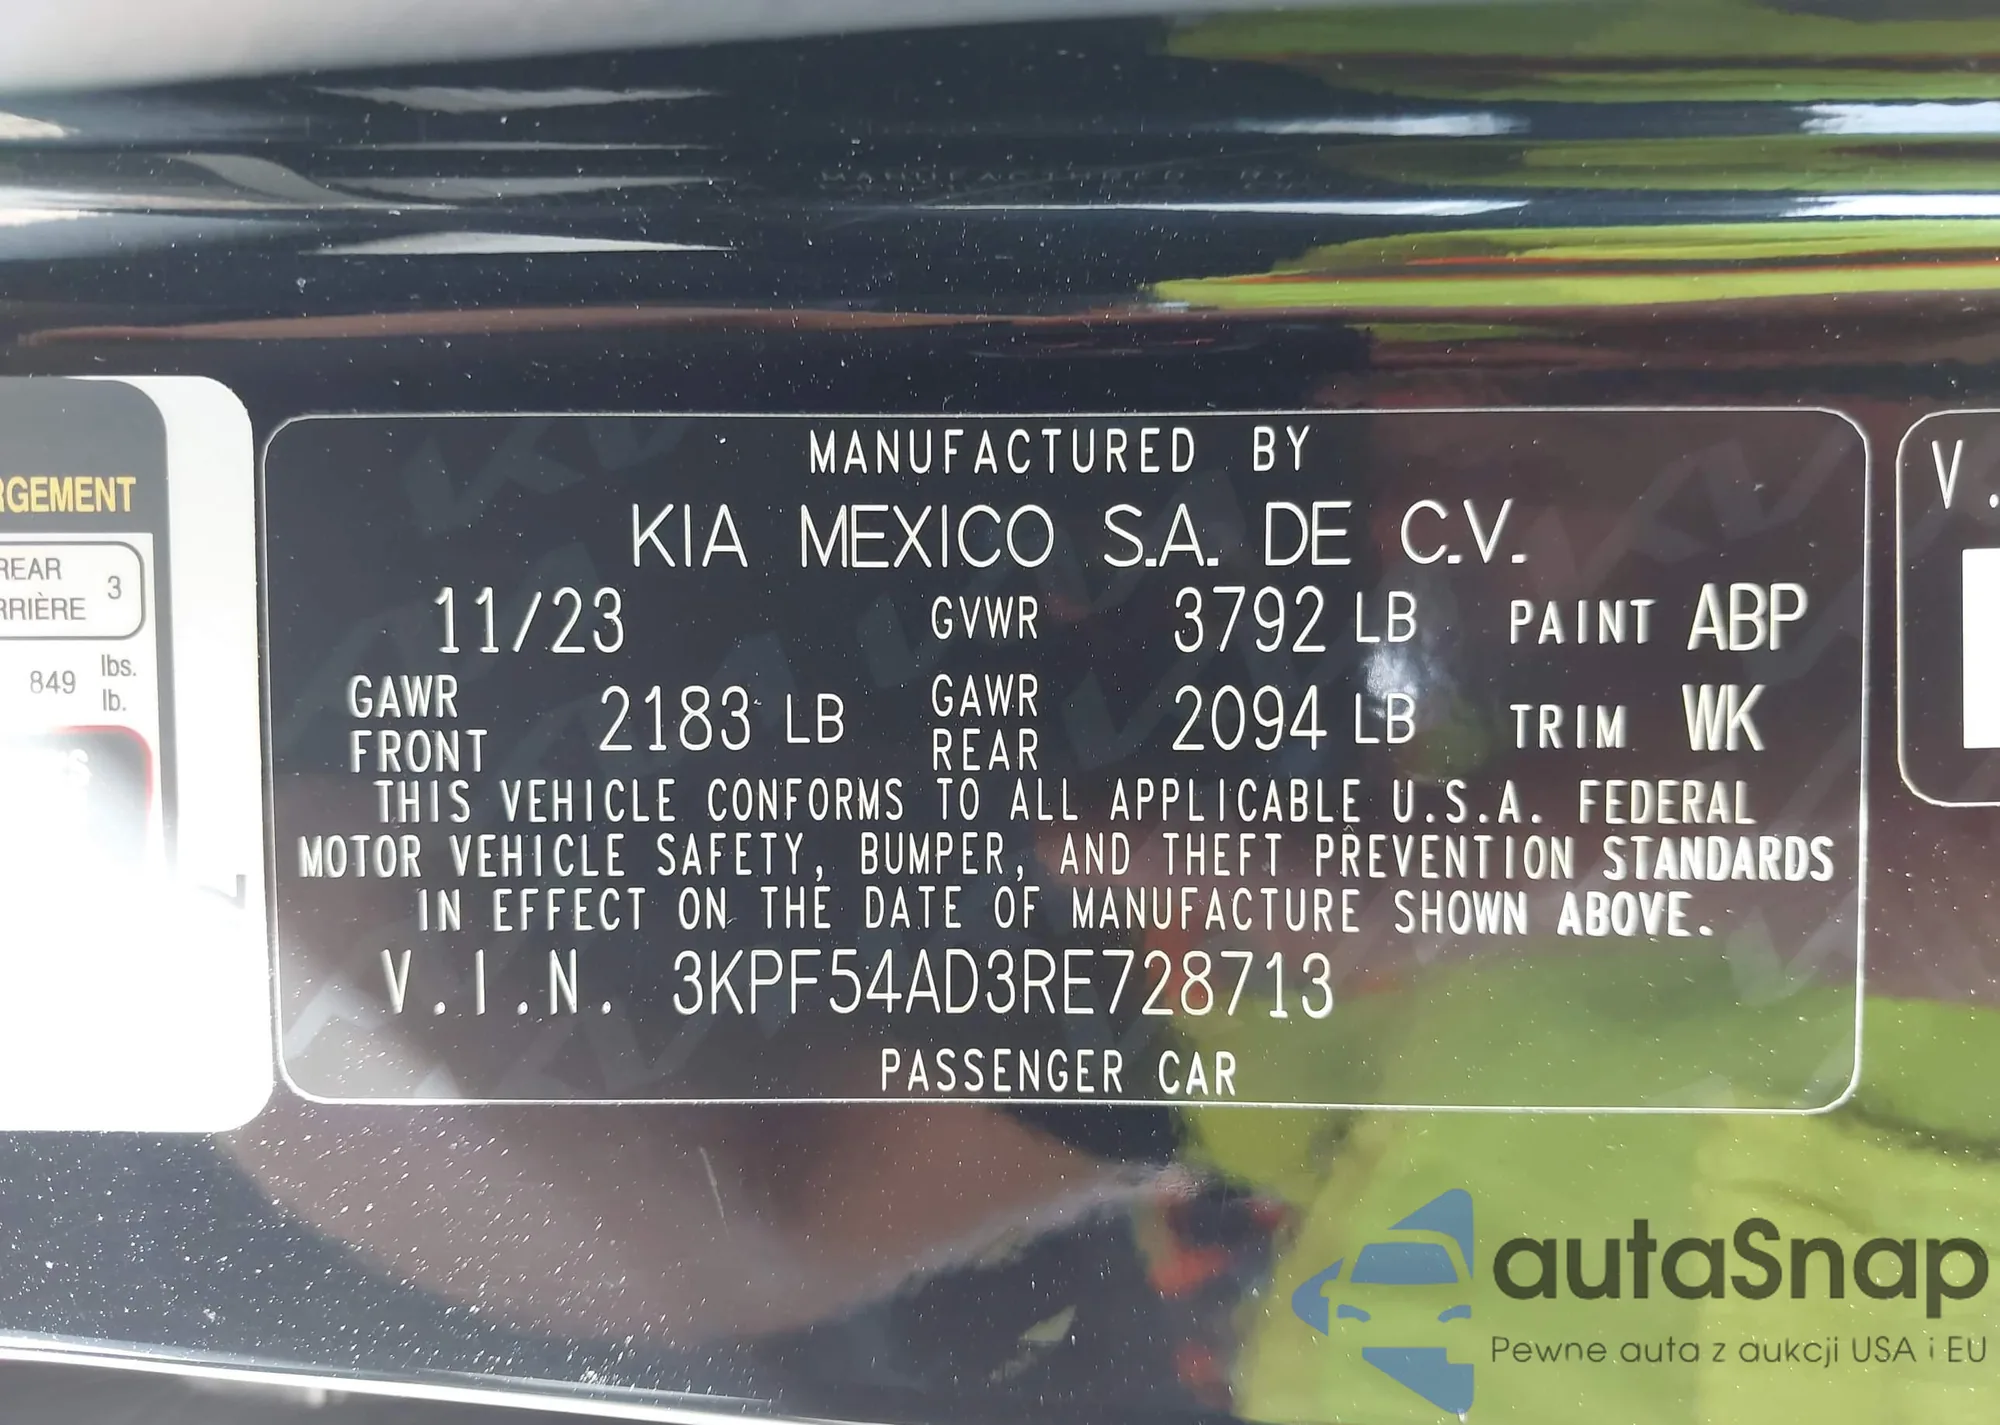 MANUFACTURED BY
KIA MEXICO S.A. DE C.V.
11/23 GVWR 3792 LB PAINT ABP
GAWR FRONT 2183 LB GAWR REAR 2094 LB TRIM WK
THIS VEHICLE CONFORMS TO ALL APPLICABLE U.S.A. FEDERAL
MOTOR VEHICLE SAFETY, BUMPER, AND THEFT PREVENTION STANDARDS
IN EFFECT ON THE DATE OF MANUFACTURE SHOWN ABOVE.
V.I.N. 3KPF54AD3RE728713
PASSENGER CAR
RGEMENT
REAR 3
RRIÈRE
849 lbs.
lb.
V.
autaSnap
Pewne auta z aukcji USA i EU